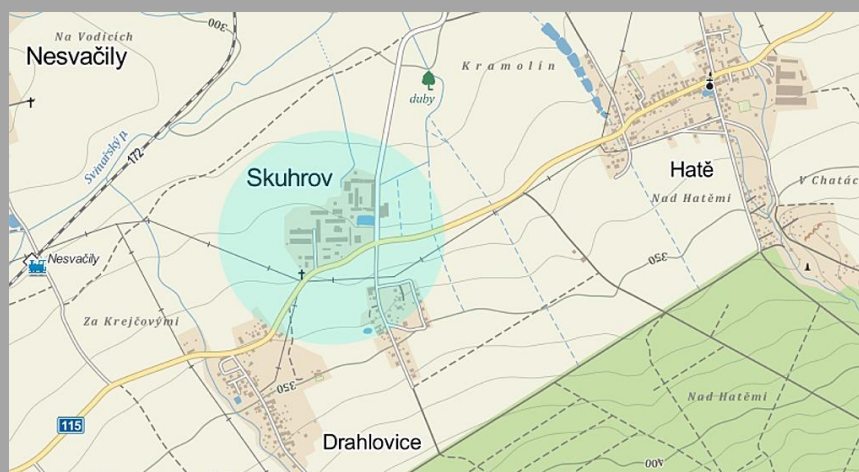 300
Na Vodicích
Nesvačily
Kramolín
duby
172
Svinařský p.
Skuhrov
Hatě
V Chatác
Nad Hatěmi
350
Nesvačily
Za Krejčovými
350
Nad Hatěmi
115
Drahlovice
400